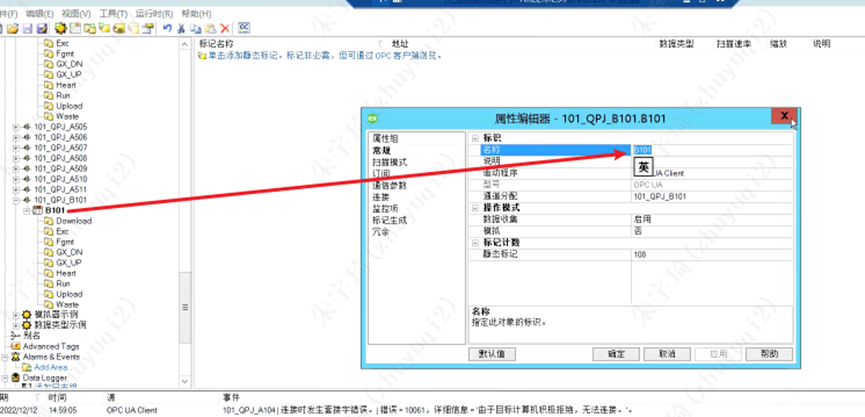 件(F) 编辑(E) 视图(V) 工具(T) 运行时(R) 帮助(H)
Exc
Fgmt
GX_DN
GX_UP
Heart
Run
Upload
Waste
101_QPJ_A505
101_QPJ_A506
101_QPJ_A507
101_QPJ_A508
101_QPJ_A509
101_QPJ_A510
101_QPJ_A511
101_QPJ_B101
B101
Download
Exc
Fgmt
GX_DN
GX_UP
Heart
Run
Upload
Waste
模拟器示例
数据类型示例
别名
Advanced Tags
Alarms & Events
Add Area...
Data Logger
标记名称 地址 数据类型 扫描速率 缩放 说明
单击添加静态标记。标记非必需，但可通过 OPC 客户端浏览。
属性编辑器 - 101_QPJ_B101.B101
属性组
常规
扫描模式
订阅
通信参数
连接
监控项
标记生成
冗余
标识
名称 B101
说明
英
驱动程序 UA Client
型号 OPC UA
通道分配 101_QPJ_B101
操作模式
数据收集 启用
模拟 否
标记计数
静态标记 108
名称
指定此对象的标识。
默认值 确定 取消 应用 帮助
期 时间 源 事件
2022/12/12 14:59:05 OPC UA Client 101_QPJ_A104 | 连接时发生套接字错误。| 错误 = 10061，详细信息 = '由于目标计算机积极拒绝，无法连接。'。
朱宇琦 (zhuyuqi2)